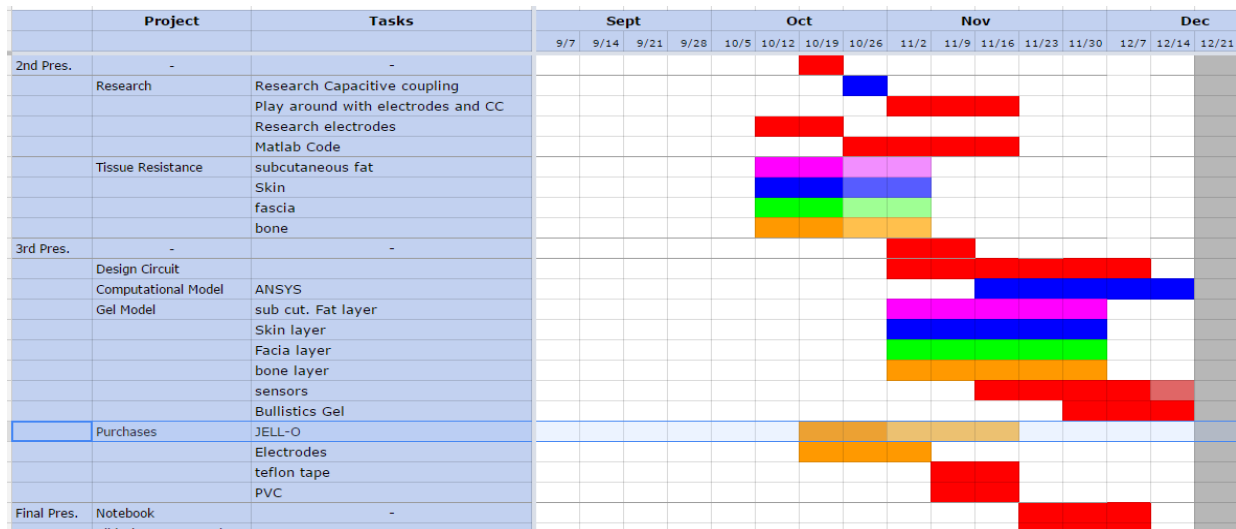 Project Tasks Sept Oct Nov Dec
9/7 9/14 9/21 9/28 10/5 10/12 10/19 10/26 11/2 11/9 11/16 11/23 11/30 12/7 12/14 12/21
2nd Pres. - -
Research Research Capacitive coupling
Play around with electrodes and CC
Research electrodes
Matlab Code
Tissue Resistance subcutaneous fat
Skin
fascia
bone
3rd Pres. - -
Design Circuit
Computational Model ANSYS
Gel Model sub cut. Fat layer
Skin layer
Facia layer
bone layer
sensors
Bullistics Gel
Purchases JELL-O
Electrodes
teflon tape
PVC
Final Pres. Notebook -